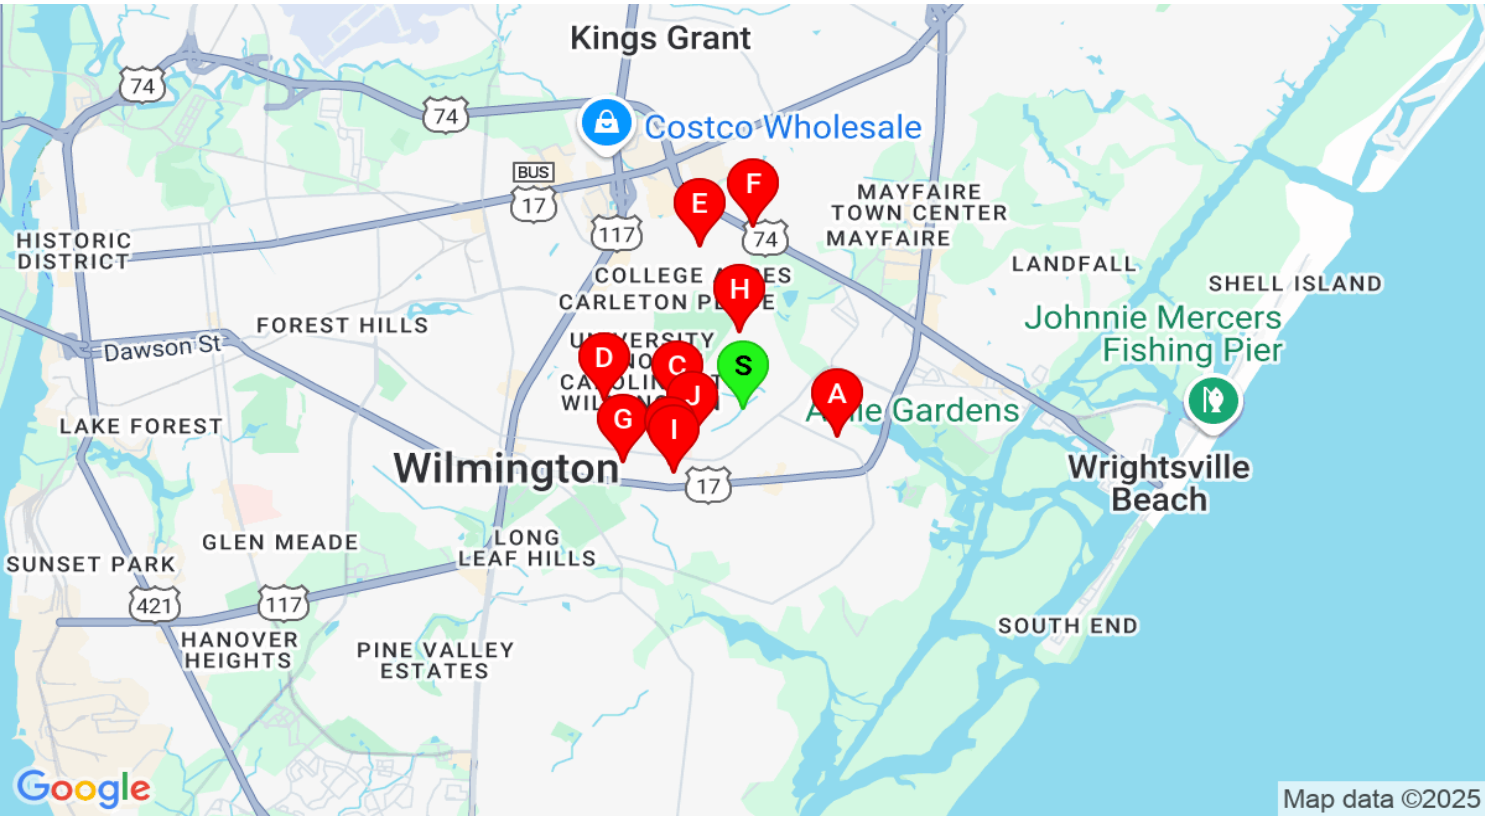 Kings Grant
74
74
Costco Wholesale
BUS
17
F
E
MAYFAIRE
TOWN CENTER
MAYFAIRE
117
74
HISTORIC
DISTRICT
LANDFALL
COLLEGE
SHELL ISLAND
H
CARLETON
FOREST HILLS
Johnnie Mercers
Fishing Pier
Dawson St
D
C
S
J
A
G
I
Gardens
LAKE FOREST
Wilmington
17
Wrightsville
Beach
LONG
LEAF HILLS
GLEN MEADE
SUNSET PARK
421
117
SOUTH END
HANOVER
HEIGHTS
PINE VALLEY
ESTATES
Google
Map data ©2025